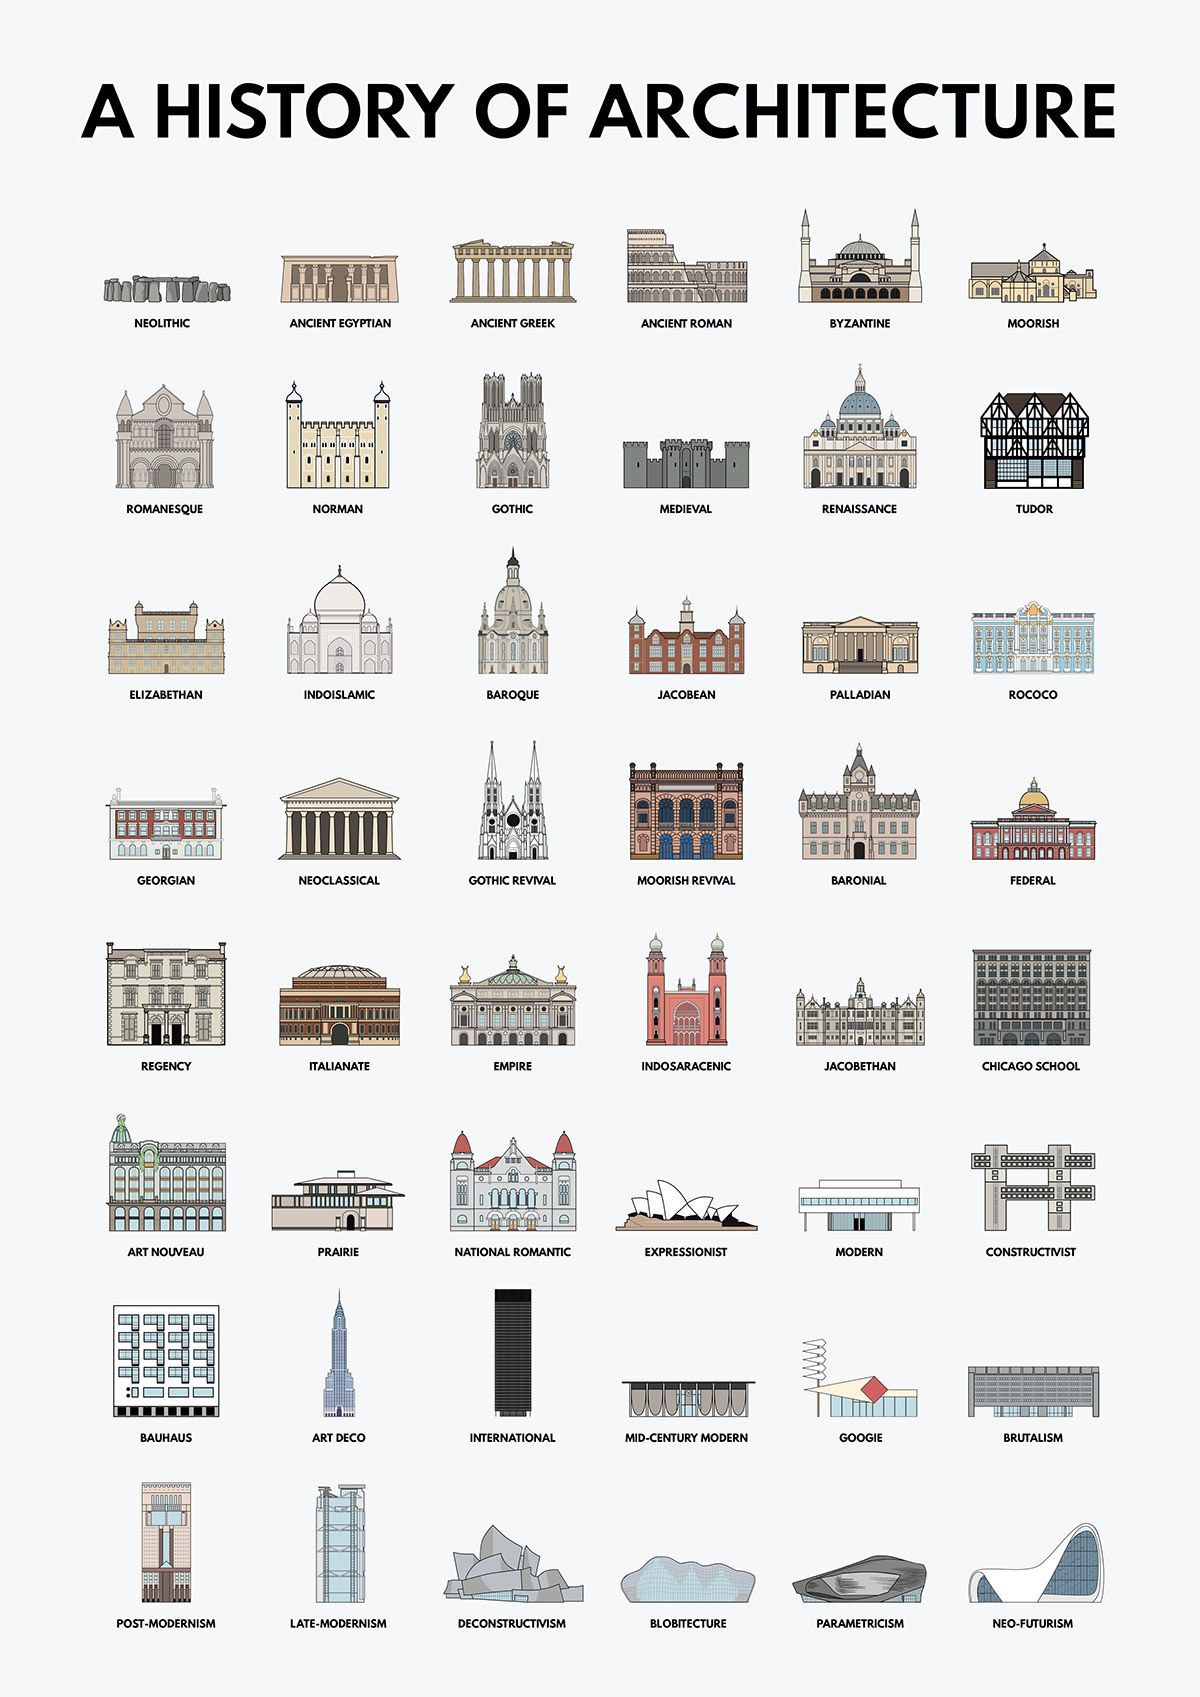 A HISTORY OF ARCHITECTURE
NEOLITHIC
ANCIENT EGYPTIAN
ANCIENT GREEK
ANCIENT ROMAN
BYZANTINE
MOORISH
ROMANESQUE
NORMAN
GOTHIC
MEDIEVAL
RENAISSANCE
TUDOR
ELIZABETHAN
INDOISLAMIC
BAROQUE
JACOBEAN
PALLADIAN
ROCOCO
GEORGIAN
NEOCLASSICAL
GOTHIC REVIVAL
MOORISH REVIVAL
BARONIAL
FEDERAL
REGENCY
ITALIANATE
EMPIRE
INDOSARACENIC
JACOBETHAN
CHICAGO SCHOOL
ART NOUVEAU
PRAIRIE
NATIONAL ROMANTIC
EXPRESSIONIST
MODERN
CONSTRUCTIVIST
BAUHAUS
ART DECO
INTERNATIONAL
MID-CENTURY MODERN
GOOGIE
BRUTALISM
POST-MODERNISM
LATE-MODERNISM
DECONSTRUCTIVISM
BLOBITECTURE
PARAMETRICISM
NEO-FUTURISM